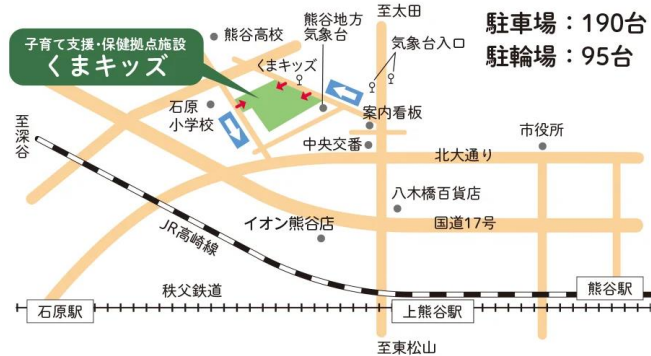 子育て支援・保健拠点施設
くまキッズ
熊谷高校
熊谷地方
気象台
至太田
駐車場：190台
駐輪場：95台
気象台入口
くまキッズ
石原
小学校
案内看板
至深谷
中央交番
市役所
北大通り
八木橋百貨店
イオン熊谷店
国道17号
JR高崎線
秩父鉄道
熊谷駅
石原駅
上熊谷駅
至東松山